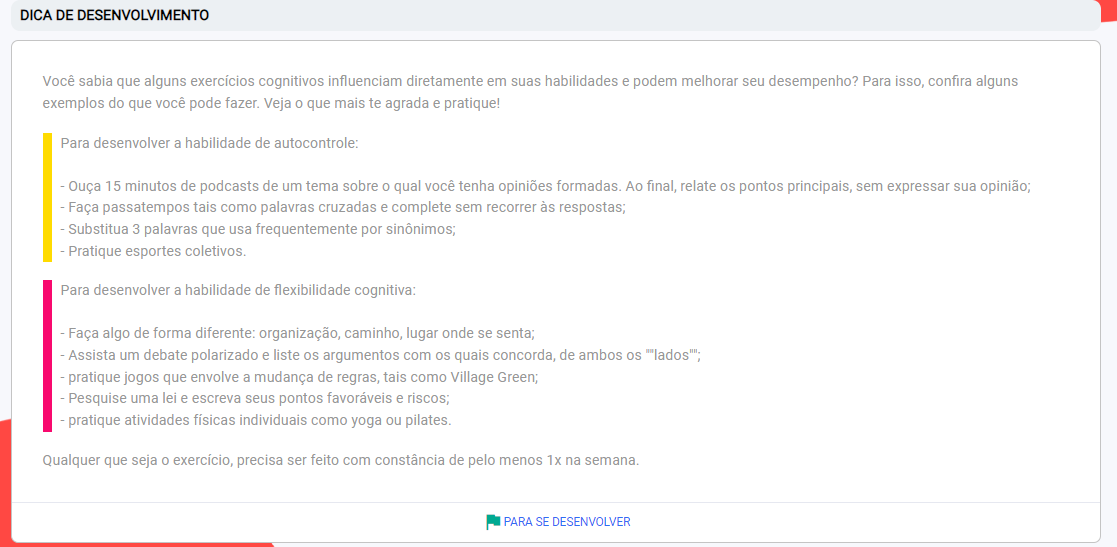 DICA DE DESENVOLVIMENTO
Você sabia que alguns exercícios cognitivos influenciam diretamente em suas habilidades e podem melhorar seu desempenho? Para isso, confira alguns
exemplos do que você pode fazer. Veja o que mais te agrada e pratique!
Para desenvolver a habilidade de autocontrole:
- Ouça 15 minutos de podcasts de um tema sobre o qual você tenha opiniões formadas. Ao final, relate os pontos principais, sem expressar sua opinião;
- Faça passatempos tais como palavras cruzadas e complete sem recorrer às respostas;
- Substitua 3 palavras que usa frequentemente por sinônimos;
- Pratique esportes coletivos.
Para desenvolver a habilidade de flexibilidade cognitiva:
- Faça algo de forma diferente: organização, caminho, lugar onde se senta;
- Assista um debate polarizado e liste os argumentos com os quais concorda, de ambos os ""lados"";
- pratique jogos que envolve a mudança de regras, tais como Village Green;
- Pesquise uma lei e escreva seus pontos favoráveis e riscos;
- pratique atividades físicas individuais como yoga ou pilates.
Qualquer que seja o exercício, precisa ser feito com constância de pelo menos 1x na semana.
PARA SE DESENVOLVER